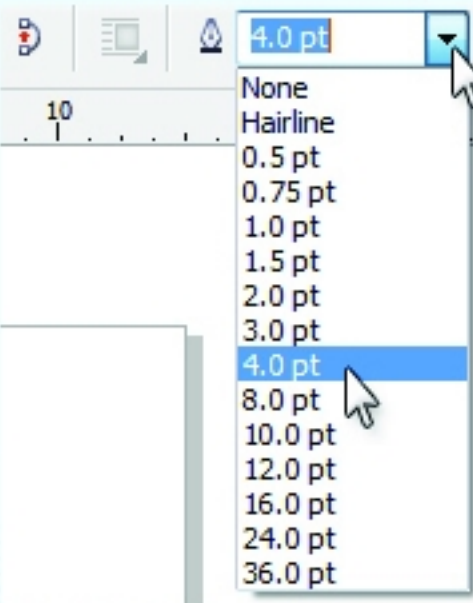 4.0 pt
10
None
Hairline
0.5 pt
0.75 pt
1.0 pt
1.5 pt
2.0 pt
3.0 pt
4.0 pt
8.0 pt
10.0 pt
12.0 pt
16.0 pt
24.0 pt
36.0 pt